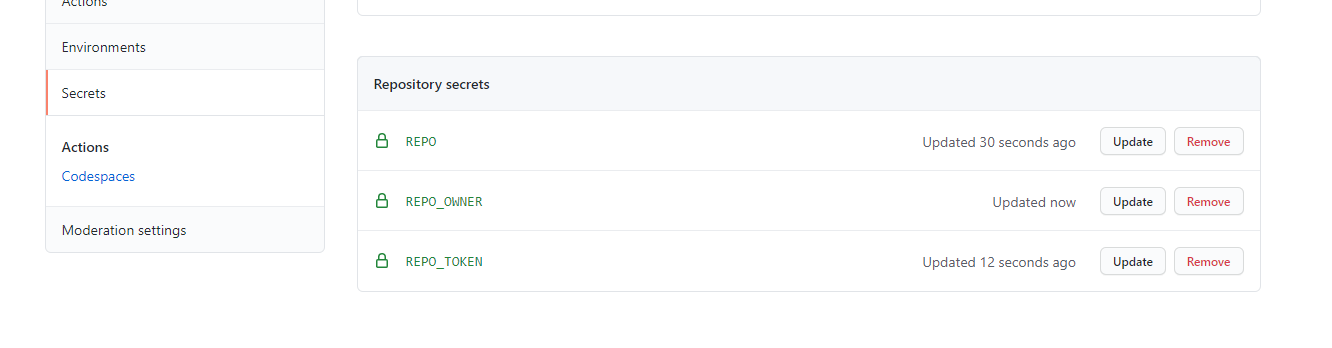 Actions
Environments
Secrets
Actions
Codespaces
Moderation settings
Repository secrets
REPO Updated 30 seconds ago Update Remove
REPO_OWNER Updated now Update Remove
REPO_TOKEN Updated 12 seconds ago Update Remove